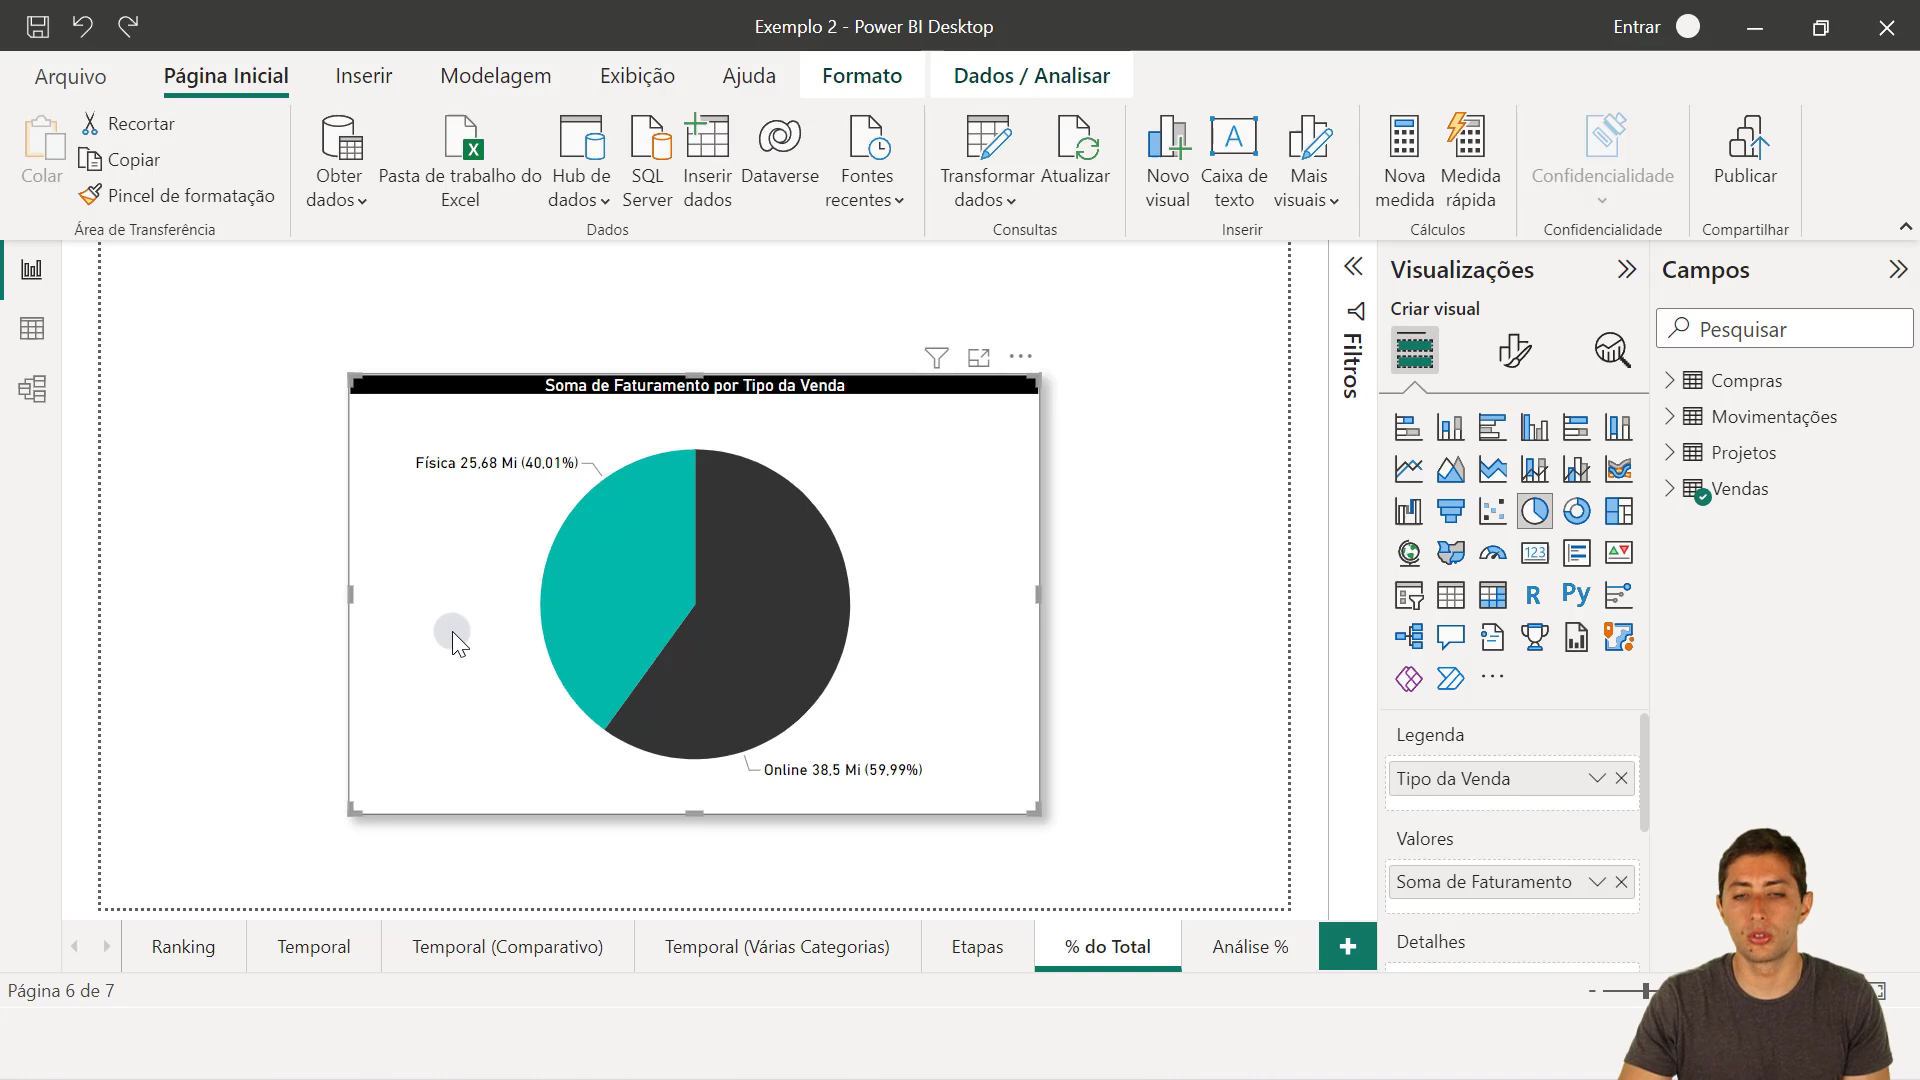 Exemplo 2 - Power BI Desktop
Entrar
Arquivo
Página Inicial
Inserir
Modelagem
Exibição
Ajuda
Formato
Dados / Analisar
Colar
Recortar
Copiar
Pincel de formatação
Área de Transferência
Obter
dados
Pasta de trabalho do
Excel
Hub de
dados
SQL
Server
Inserir
dados
Dataverse
Fontes
recentes
Dados
Transformar
dados
Atualizar
Consultas
Novo
visual
Caixa de
texto
Mais
visuais
Inserir
Nova
medida
Medida
rápida
Cálculos
Confidencialidade
Confidencialidade
Publicar
Compartilhar
Soma de Faturamento por Tipo da Venda
Física 25,68 Mi (40,01%)
Online 38,5 Mi (59,99%)
Filtros
Visualizações
Criar visual
123
R
Py
Legenda
Tipo da Venda
Valores
Soma de Faturamento
Detalhes
Campos
Pesquisar
Compras
Movimentações
Projetos
Vendas
Ranking
Temporal
Temporal (Comparativo)
Temporal (Várias Categorias)
Etapas
% do Total
Análise %
Página 6 de 7